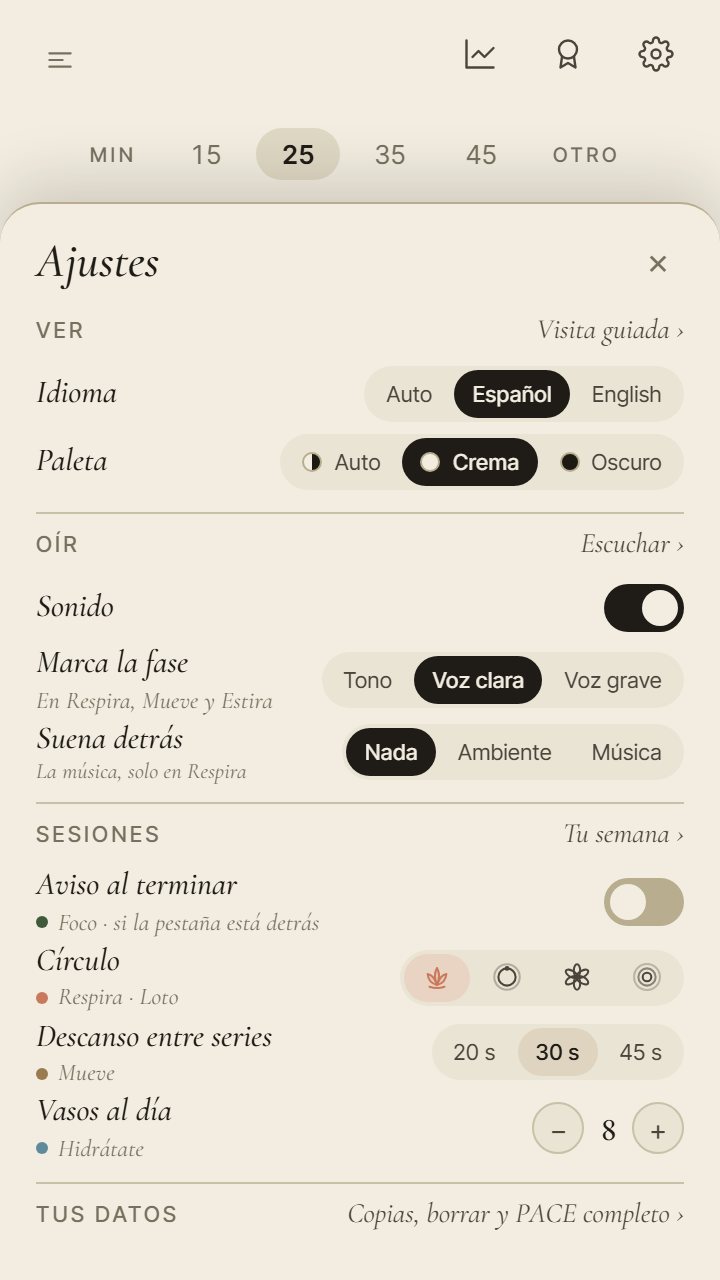 MIN 15 25 35 45 OTRO
Ajustes ×
VER Visita guiada ›
Idioma Auto Español English
Paleta Auto Crema Oscuro
OÍR Escuchar ›
Sonido
Marca la fase Tono Voz clara Voz grave
En Respira, Mueve y Estira
Suena detrás Nada Ambiente Música
La música, solo en Respira
SESIONES Tu semana ›
Aviso al terminar
Foco · si la pestaña está detrás
Círculo
Respira · Loto
Descanso entre series 20 s 30 s 45 s
Mueve
Vasos al día − 8 +
Hidrátate
TUS DATOS Copias, borrar y PACE completo ›